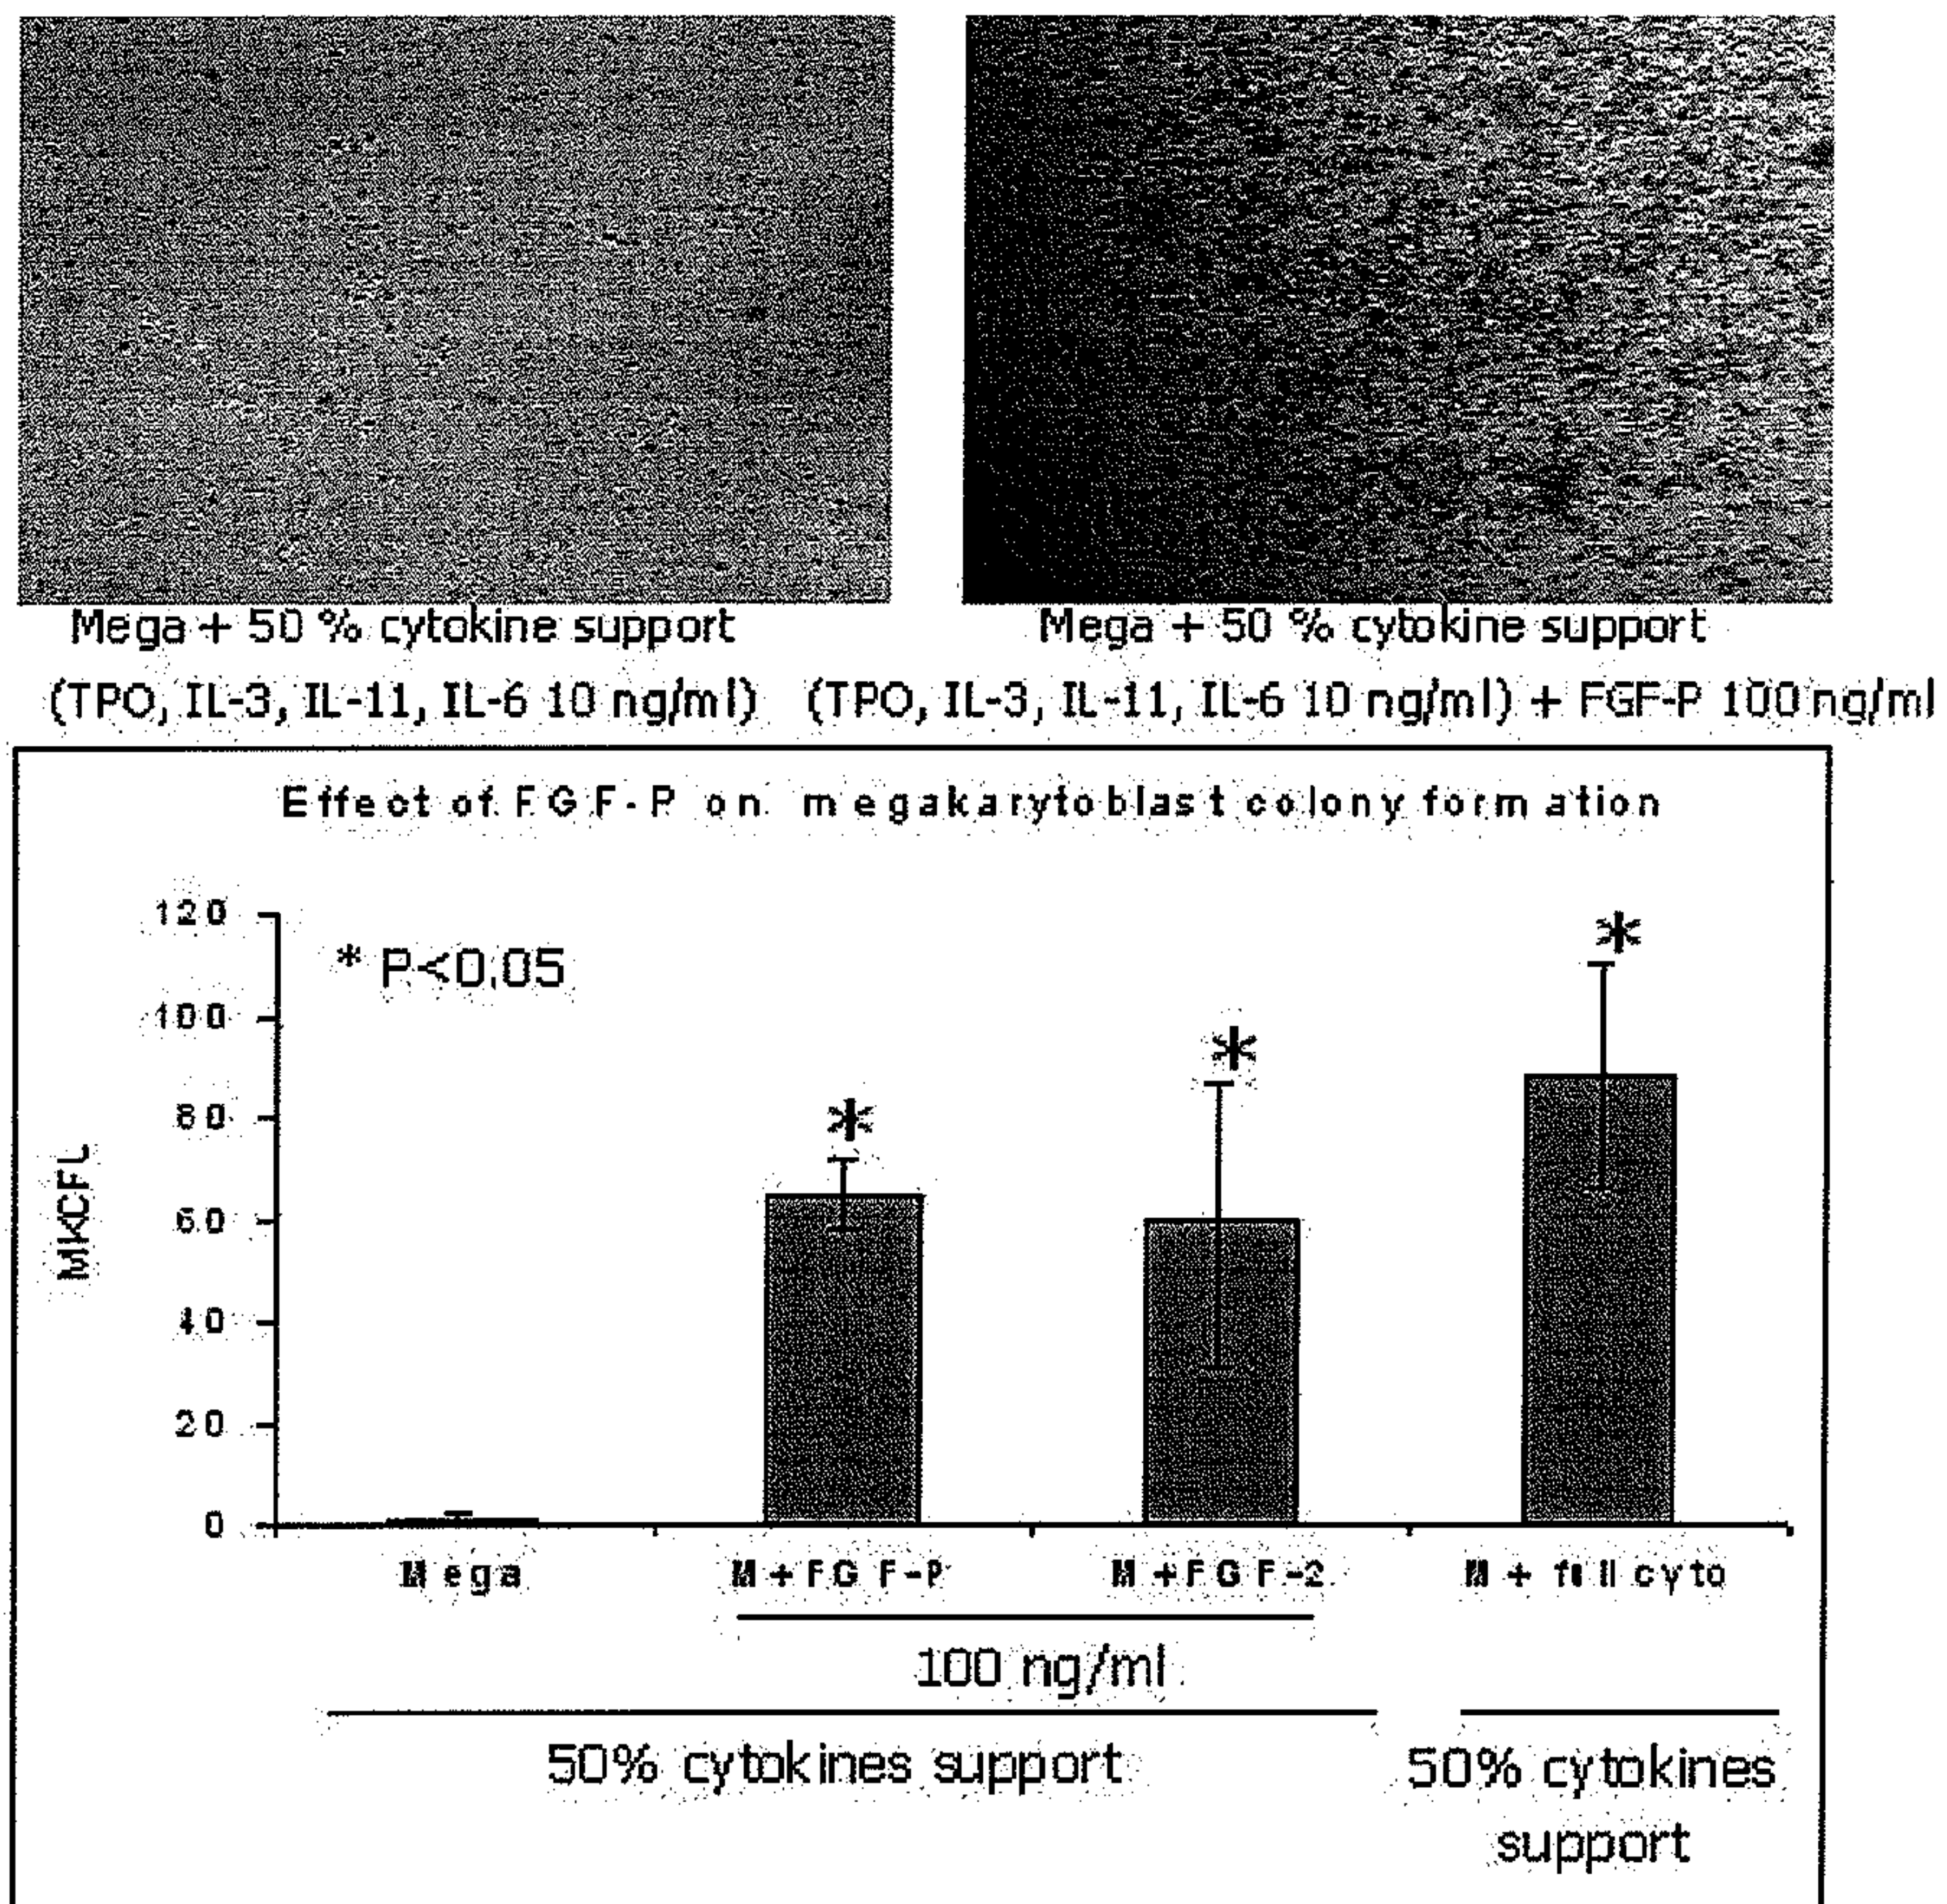 Mega + 50 % cytokine support
(TPO, IL-3, IL-11, IL-6 10 ng/ml)
Mega + 50 % cytokine support
(TPO, IL-3, IL-11, IL-6 10 ng/ml) + FGF-P 100 ng/ml
Effect of FGF-P on megakarytoblast colony formation
120
100
80
60
40
20
0
* P<0.05
*
*
*
MKCFL
Mega
M+FGF-P
M+FGF-2
M+ full cyto
100 ng/ml
50% cytokines support
50% cytokines
support